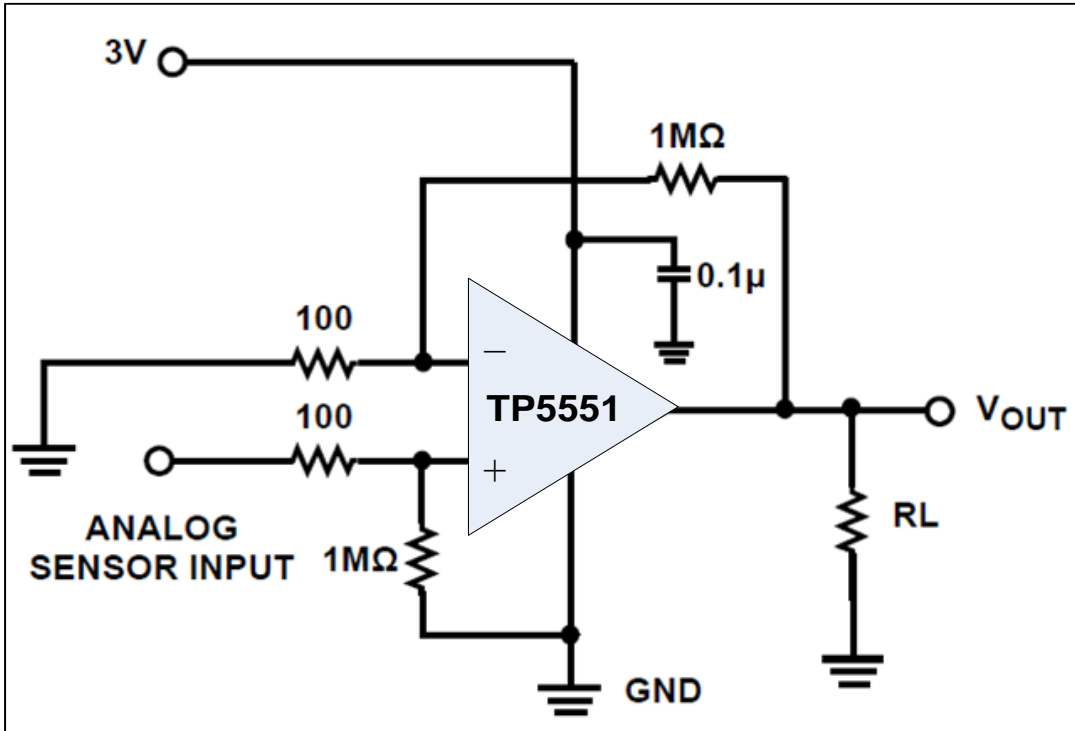 3V
1MΩ
0.1µ
100
−
TP5551
100
+
VOUT
ANALOG
SENSOR INPUT
1MΩ
RL
GND